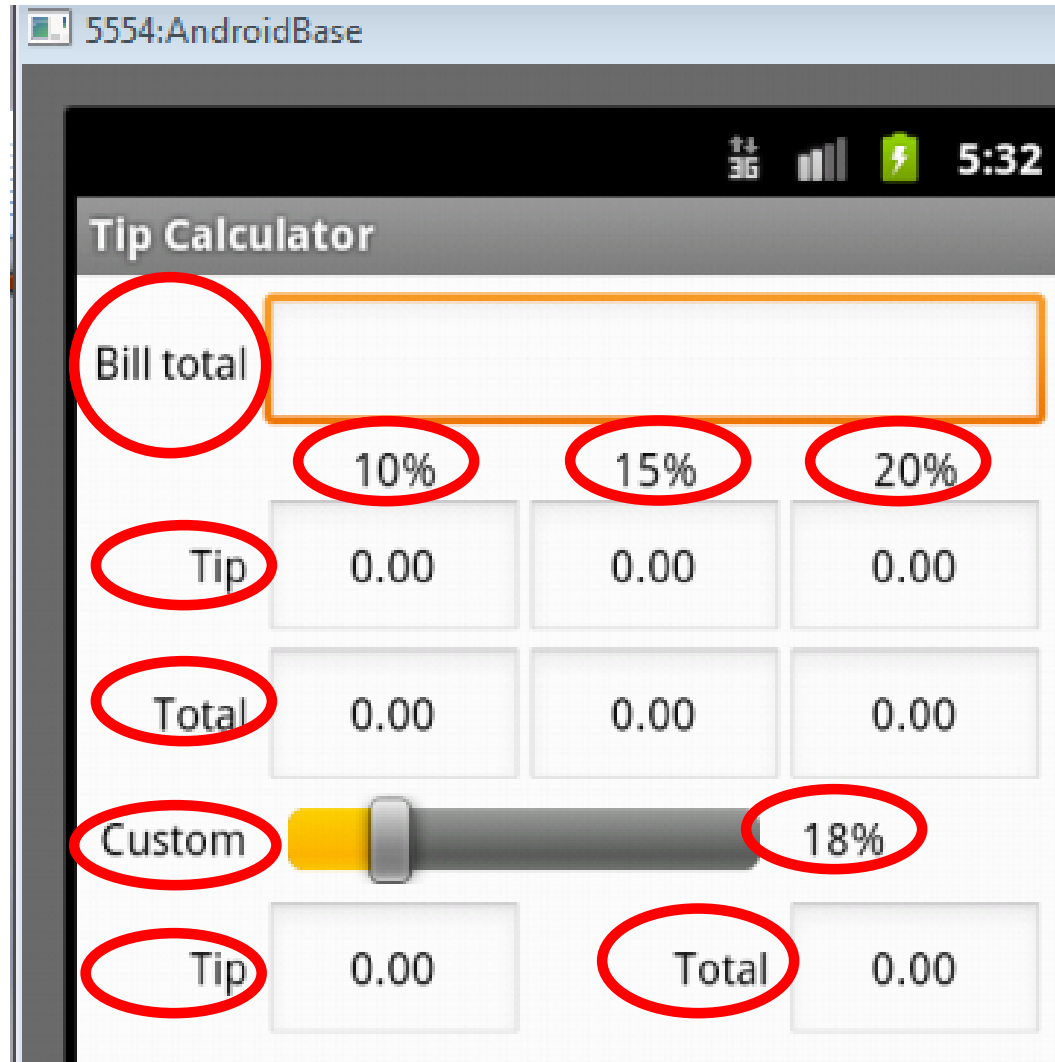 5554:AndroidBase
3G 5:32
Tip Calculator
Bill total
10% 15% 20%
Tip 0.00 0.00 0.00
Total 0.00 0.00 0.00
Custom 18%
Tip 0.00 Total 0.00